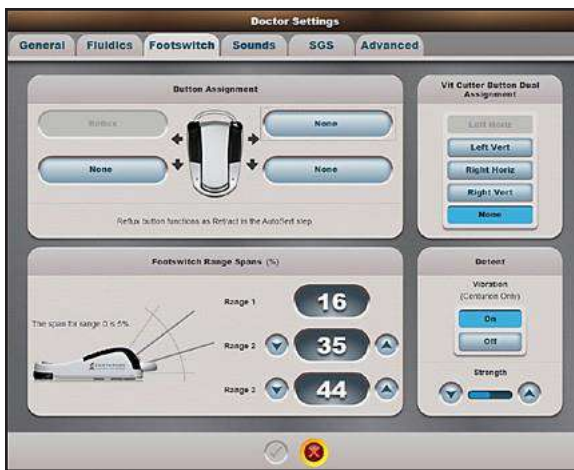 Doctor Settings
General Fluidics Footswitch Sounds SGS Advanced
Button Assignment
Reflux
None
None
None
Reflux button functions as Retract in the AutoSert step.
Vit Cutter Button Dual
Assignment
Left Horiz
Left Vert
Right Horiz
Right Vert
None
Footswitch Range Spans (%)
The span for range 0 is 5%.
CENTURION
Range 1 16
Range 2 35
Range 3 44
Detent
Vibration
(Centurion Only)
On
Off
Strength